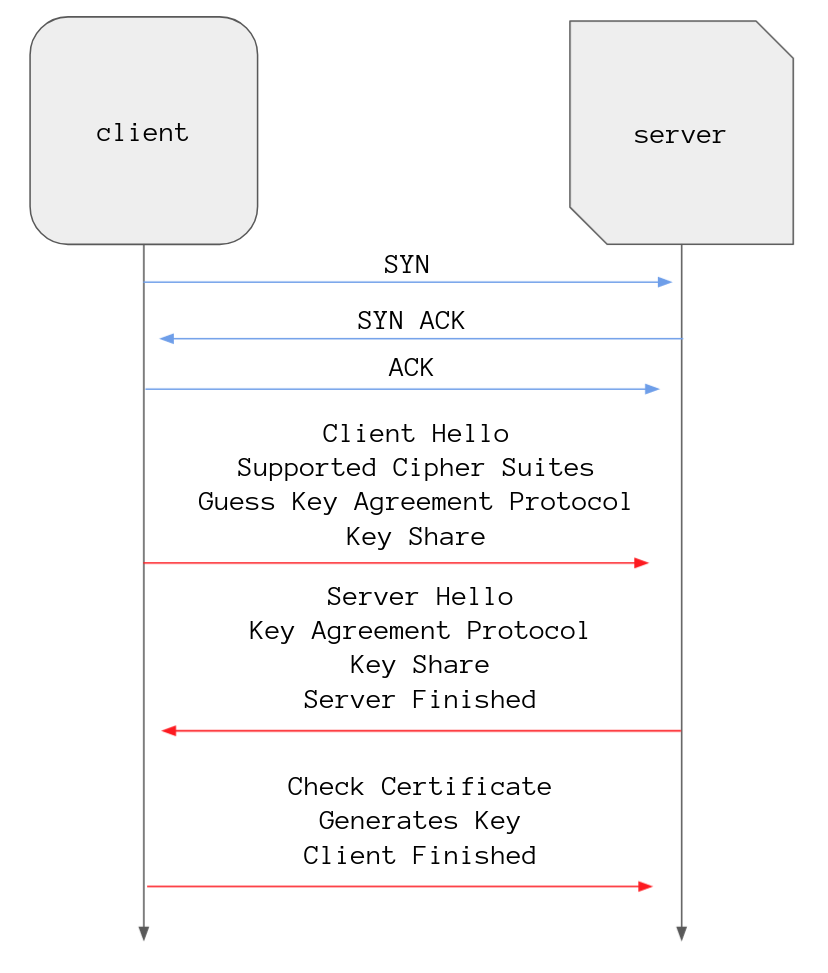 client
server
SYN
SYN ACK
ACK
Client Hello
Supported Cipher Suites
Guess Key Agreement Protocol
Key Share
Server Hello
Key Agreement Protocol
Key Share
Server Finished
Check Certificate
Generates Key
Client Finished